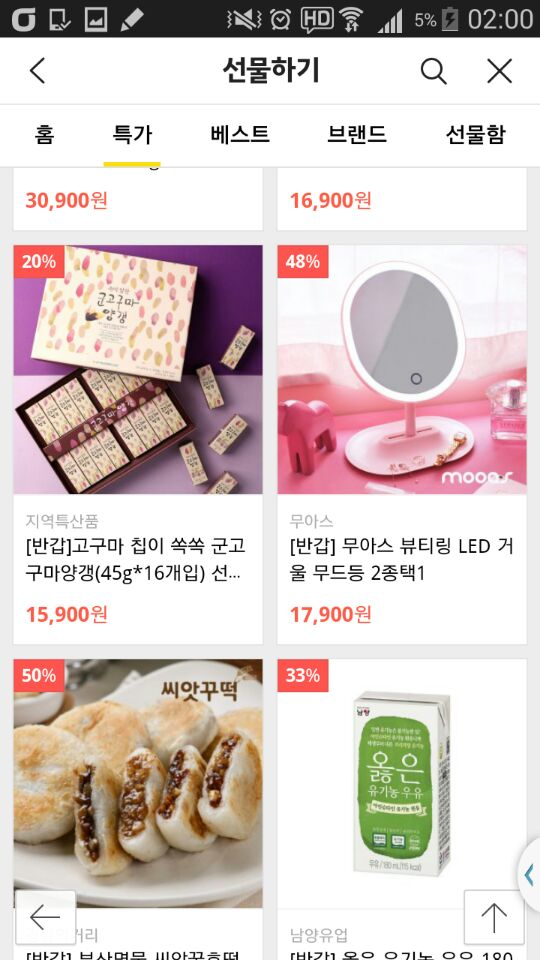 5% 02:00
선물하기
홈 특가 베스트 브랜드 선물함
30,900원 16,900원
20%
군고구마
양갱
48%
mooas
지역특산품
[반값]고구마 칩이 쏙쏙 군고
구마양갱(45g*16개입) 선...
15,900원
무아스
[반값] 무아스 뷰티링 LED 거
울 무드등 2종택1
17,900원
50%
씨앗꾸떡
33%
남양
옳은
유기농 우유
우유/180 mL(115 kcal)
거리
[반값] 부산명물 씨앗꿀호떡
남양유업
[반값] 옳은 유기농 우유 180